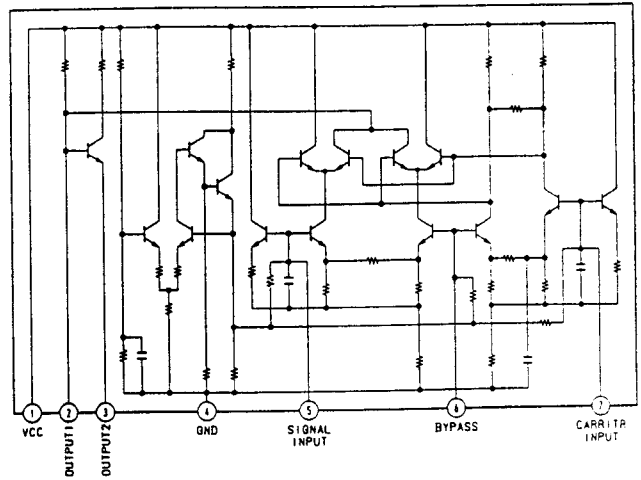 1
2
3
4
5
6
7
VCC
OUTPUT1
OUTPUT2
GND
SIGNAL
INPUT
BYPASS
CARRITR
INPUT